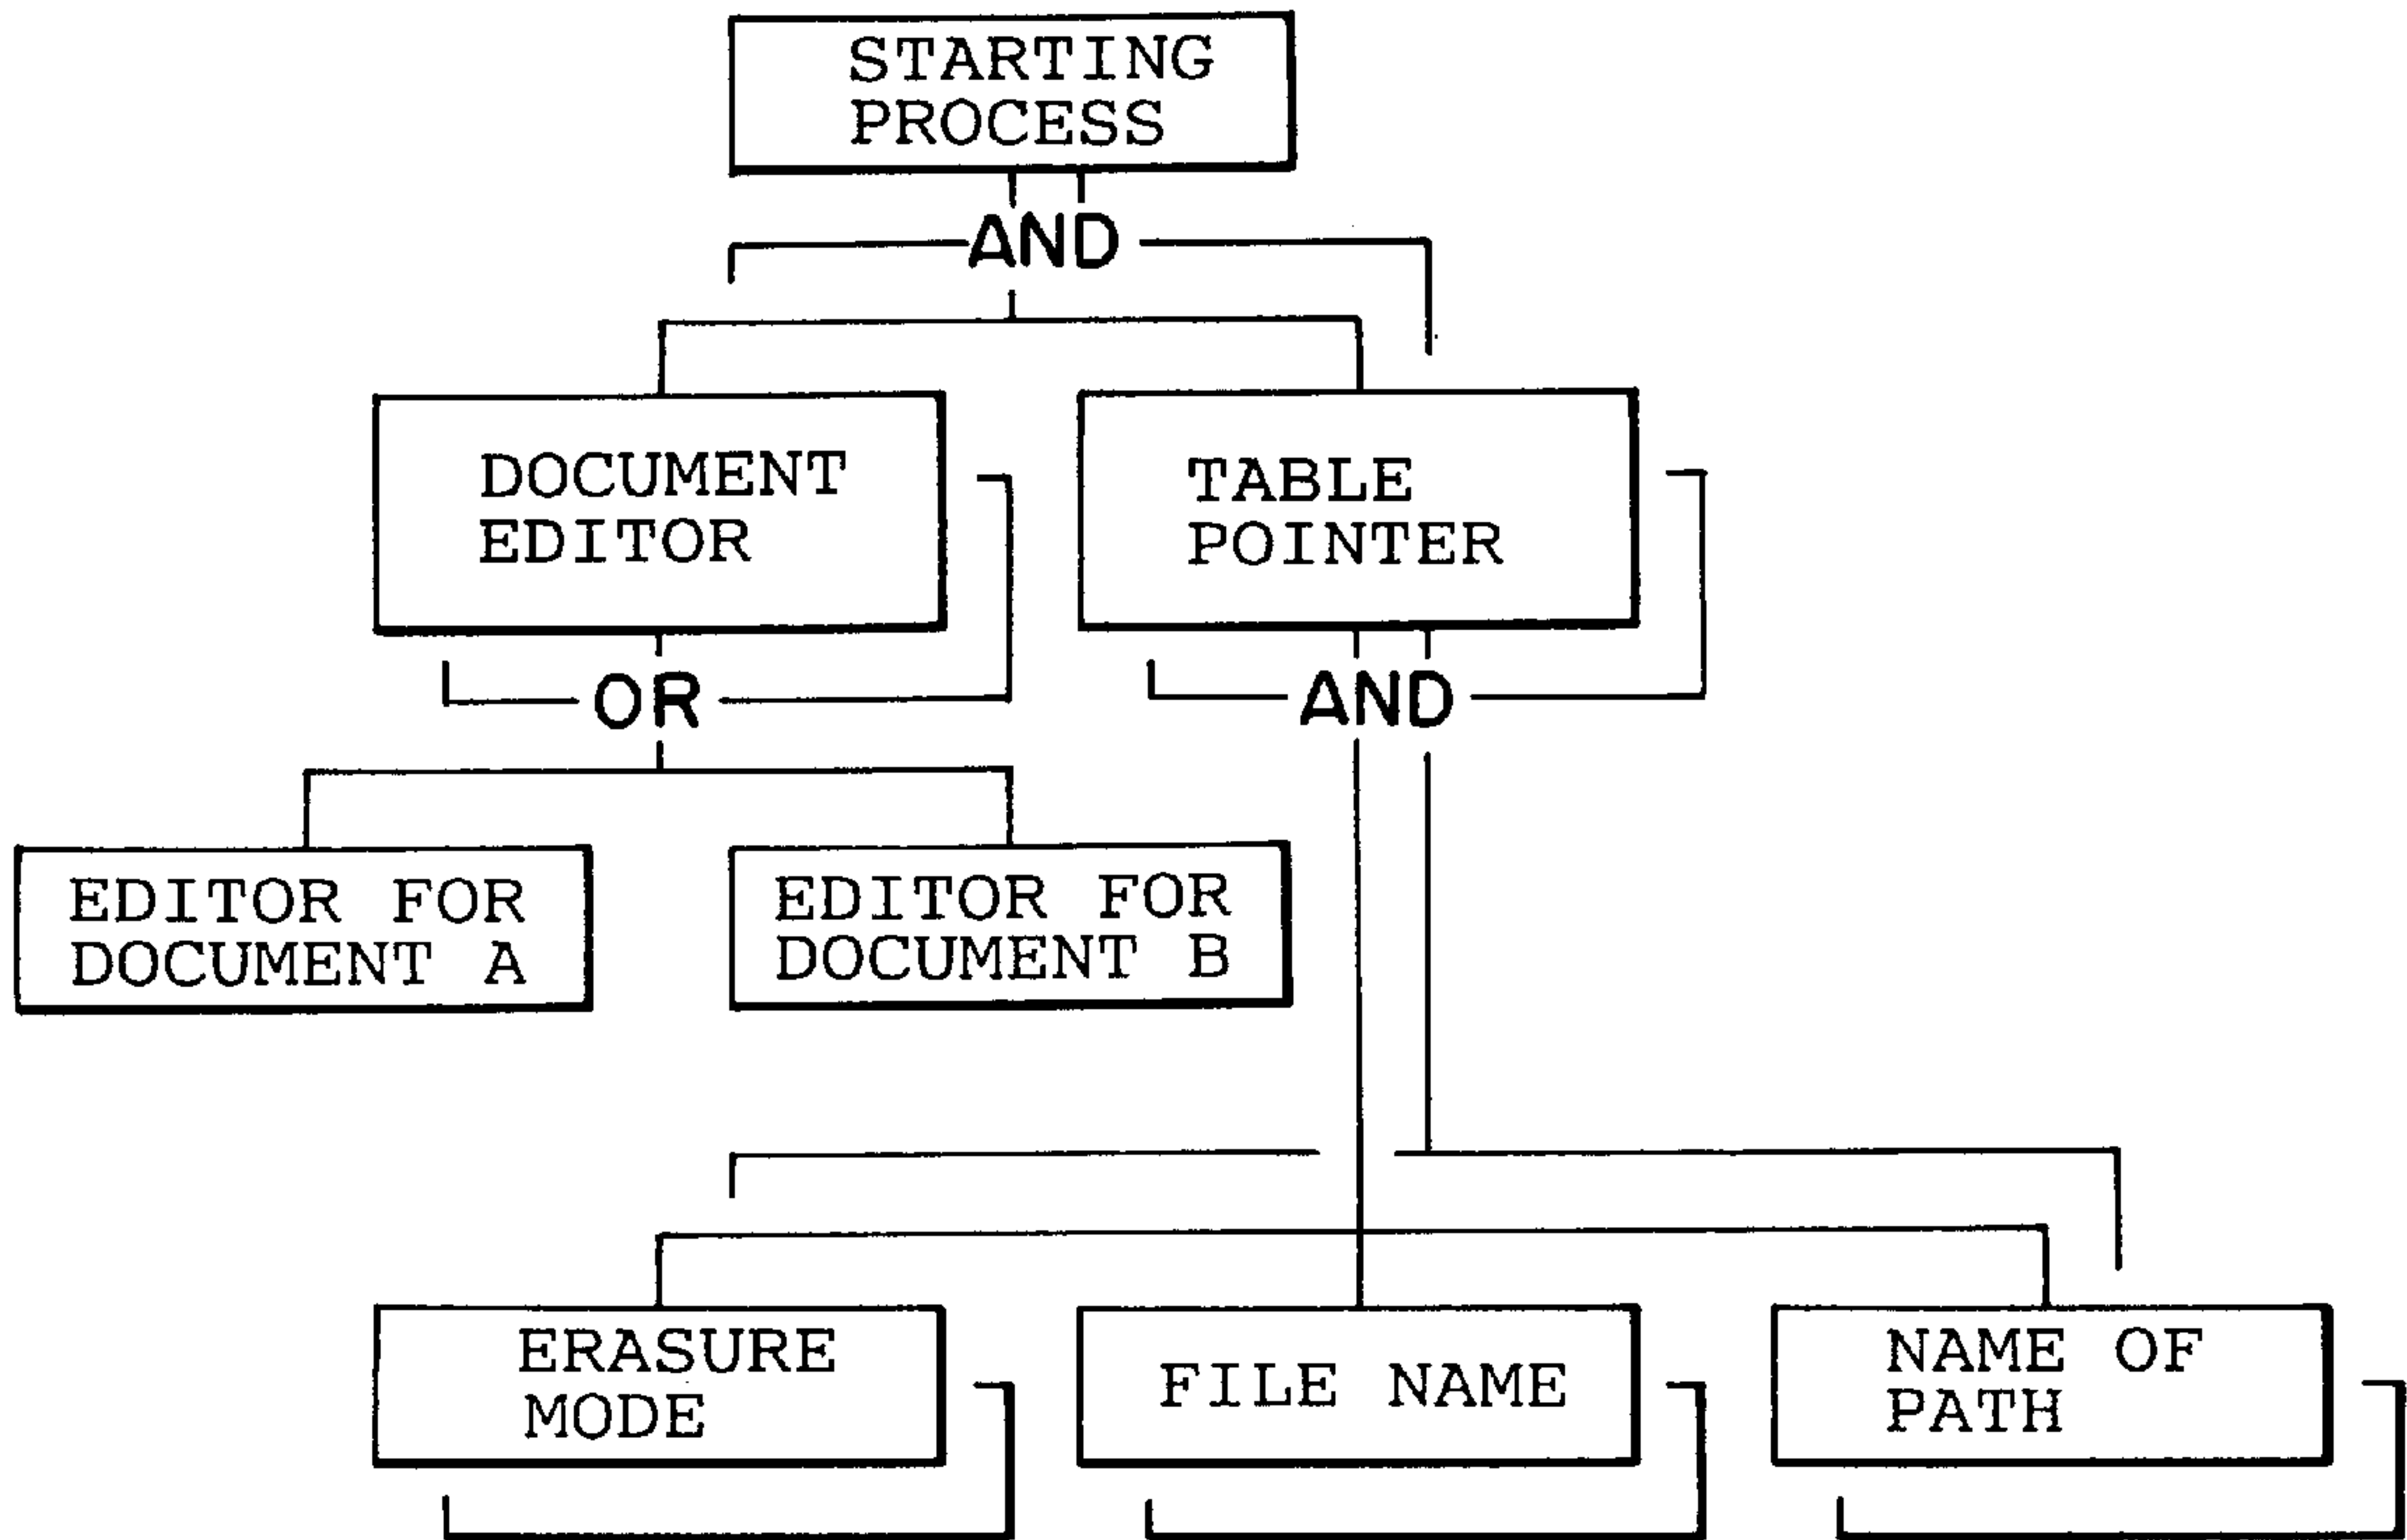 STARTING
PROCESS
AND
DOCUMENT
EDITOR
TABLE
POINTER
OR
AND
EDITOR FOR
DOCUMENT A
EDITOR FOR
DOCUMENT B
ERASURE
MODE
FILE NAME
NAME OF
PATH